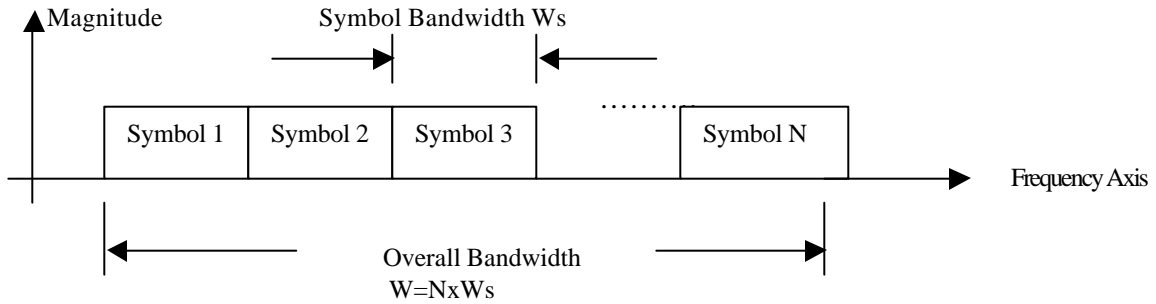 Magnitude
Symbol Bandwidth Ws
.........
Symbol 1
Symbol 2
Symbol 3
Symbol N
Frequency Axis
Overall Bandwidth
W=NxWs